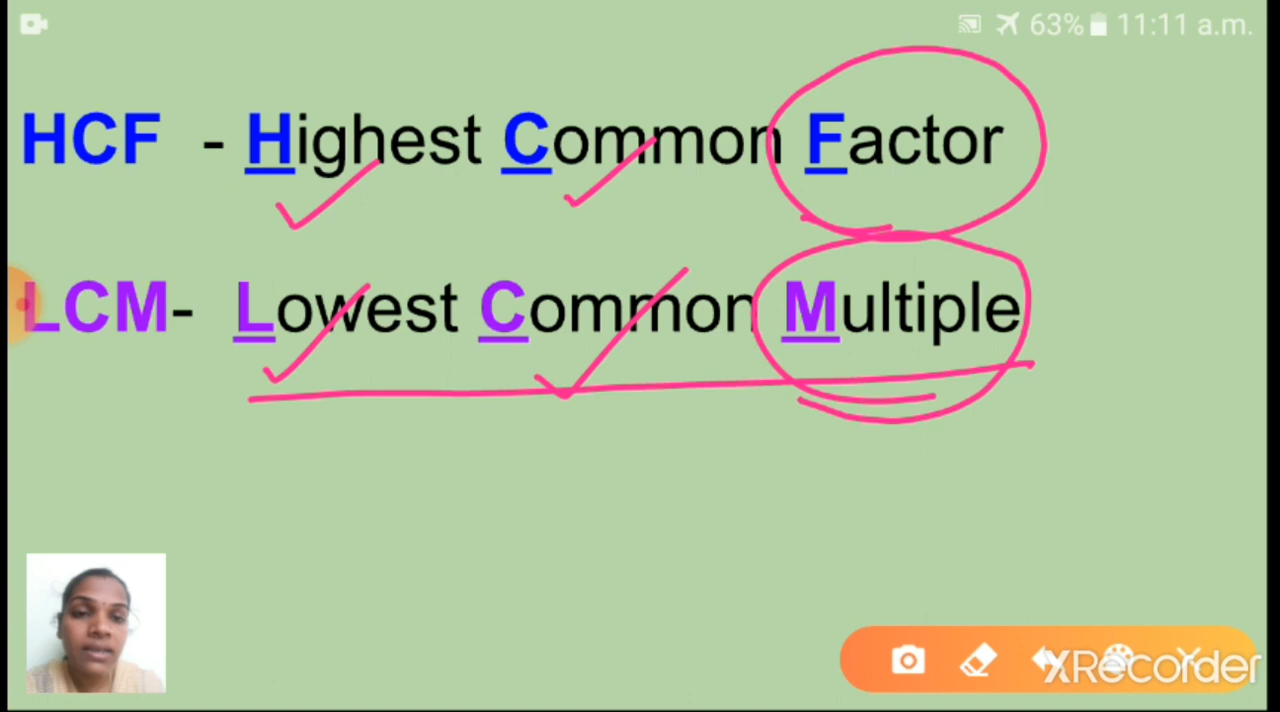 63% 11:11 a.m.
HCF - Highest Common Factor
LCM- Lowest Common Multiple
XRecorder